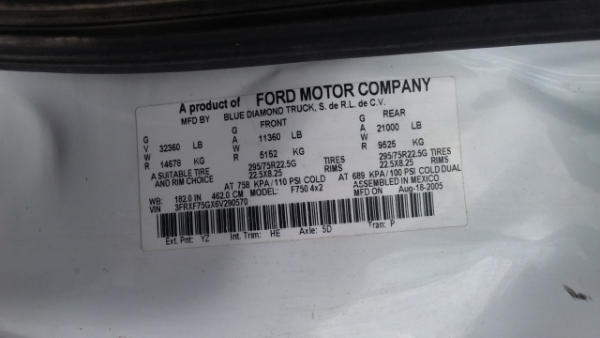 A product of FORD MOTOR COMPANY
MFD BY BLUE DIAMOND TRUCK, S. de R.L. de C.V.
G FRONT G REAR
V 32360 LB A 11360 LB A 21000 LB
W W
R 14678 KG R 5152 KG 9525 KG
A SUITABLE TIRE 295/75R22.5G TIRES 295/75R22.5G TIRES
AND RIM CHOICE 22.5X8.25 RIMS 22.5X8.25 RIMS
AT 758 KPA/110 PSI COLD AT 689 KPA/100 PSI COLD DUAL
WB: 182.0 IN 462.0 CM MODEL: F750 4x2 ASSEMBLED IN MEXICO
VIN 3FRXF75GX6V290570 MFD ON Aug-18-2005
Ext. Pnt: YZ Int. Trim: HE Axle: 5D Tran: P